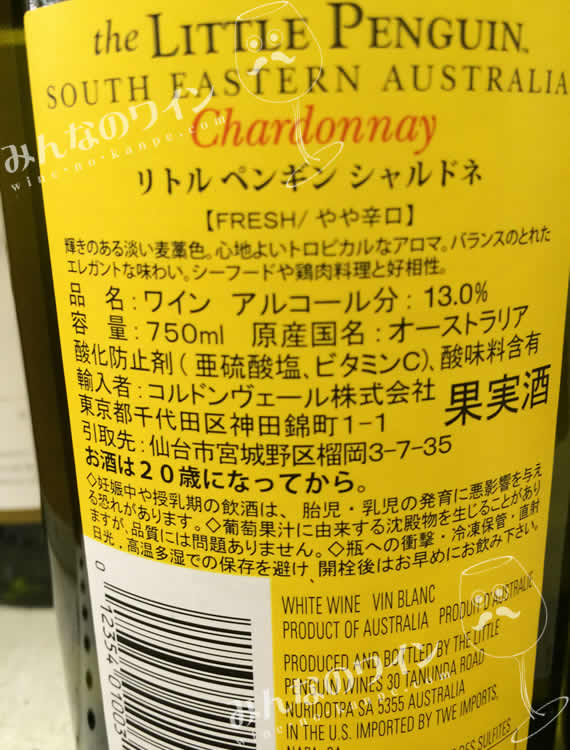 the LITTLE PENGUIN.
SOUTH EASTERN AUSTRALIA
Chardonnay
みんなのワイン
wine-no-kanpe.com
リトル ペンギン シャルドネ
【FRESH/ やや辛口】
輝きのある淡い麦藁色。心地よいトロピカルなアロマ。バランスのとれた
エレガントな味わい。シーフードや鶏肉料理と好相性。
品 名:ワイン アルコール分:13.0%
容 量:750ml 原産国名:オーストラリア
酸化防止剤(亜硫酸塩、ビタミンC)、酸味料含有
輸入者:コルドンヴェール株式会社
東京都千代田区神田錦町1-1
果実酒
引取先:仙台市宮城野区榴岡3-7-35
お酒は20歳になってから。
◇妊娠中や授乳期の飲酒は、胎児・乳児の発育に悪影響を与え
る恐れがあります。◇葡萄果汁に由来する沈殿物を生じることがあり
ますが、品質には問題ありません。◇瓶への衝撃・冷凍保管・直射
日光、高温多湿での保存を避け、開栓後はお早めにお飲み下さい。
0 12354 01003
WHITE WINE VIN BLANC
PRODUCT OF AUSTRALIA PRODUIT D'AUSTRALIE
PRODUCED AND BOTTLED BY THE LITTLE
PENGUIN WINES 30 TANUNDA ROAD
NURIOOTPA SA 5355 AUSTRALIA
IN THE U.S. IMPORTED BY TWE IMPORTS,
NAPA, CA
SULFITES
みんなのワイン
wine-no-kanpe.com